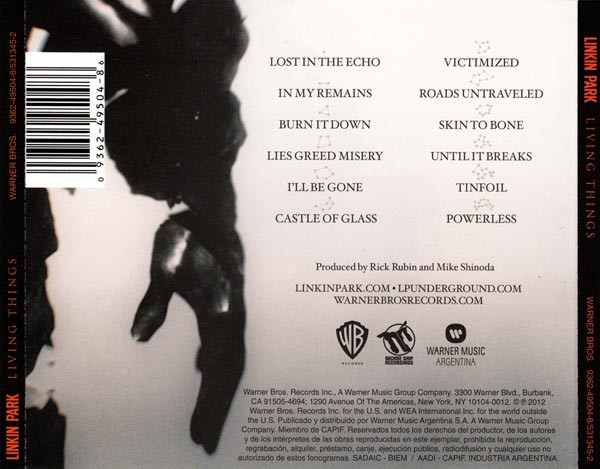 LINKIN PARK LIVING THINGS WARNER BROS. 9362-49504-8/531345-2
0 9362-49504-8 6
LOST IN THE ECHO
IN MY REMAINS
BURN IT DOWN
LIES GREED MISERY
I'LL BE GONE
CASTLE OF GLASS
VICTIMIZED
ROADS UNTRAVELED
SKIN TO BONE
UNTIL IT BREAKS
TINFOIL
POWERLESS
Produced by Rick Rubin and Mike Shinoda
LINKINPARK.COM • LPUNDERGROUND.COM
WARNERBROSRECORDS.COM
WB
RECORDS
MACHINE SHOP
RECORDINGS
WARNER MUSIC
ARGENTINA
Warner Bros. Records Inc., A Warner Music Group Company. 3300 Warner Blvd., Burbank,
CA 91505-4694; 1290 Avenue Of The Americas, New York, NY 10104-0012. © ℗ 2012
Warner Bros. Records Inc. for the U.S. and WEA International Inc. for the world outside
the U.S. Publicado y distribuido por Warner Music Argentina S.A. A Warner Music Group
Company. Miembro de CAPIF. Reservados todos los derechos del productor, de los autores
y de los intérpretes de las obras reproducidas en este ejemplar, prohibida la reproducción,
regrabación, alquiler, préstamo, canje, ejecución pública, radiodifusión y cualquier uso no
autorizado de estos fonogramas. SADAIC - BIEM / AADI - CAPIF. INDUSTRIA ARGENTINA.
LINKIN PARK LIVING THINGS WARNER BROS. 9362-49504-8/531345-2